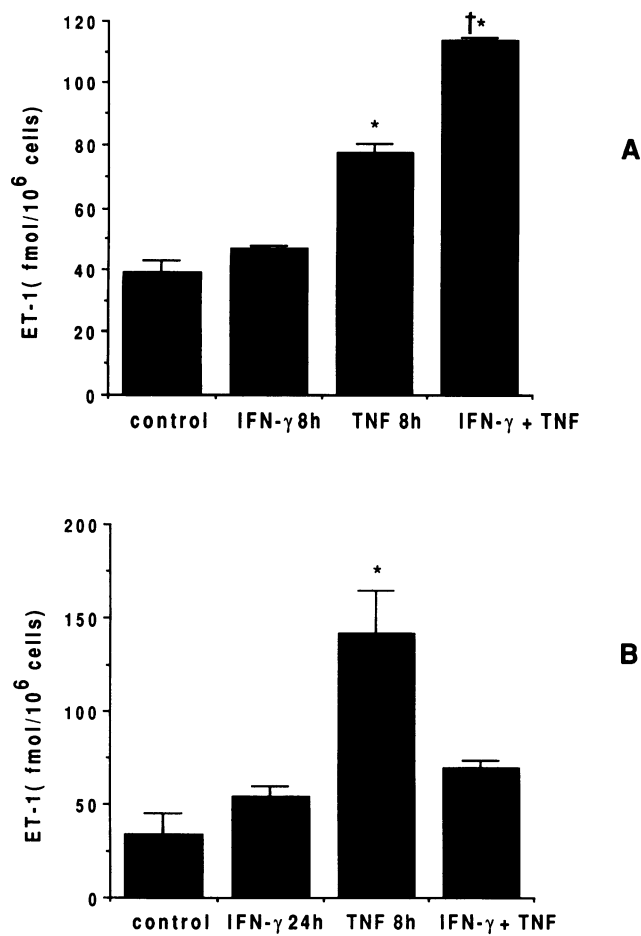 120
100
80
60
40
20
0
ET-1( fmol/10⁶ cells)
*
†*
A
control IFN-γ 8h TNF 8h IFN-γ + TNF
200
150
100
50
0
ET-1( fmol/10⁶ cells)
*
B
control IFN-γ 24h TNF 8h IFN-γ + TNF